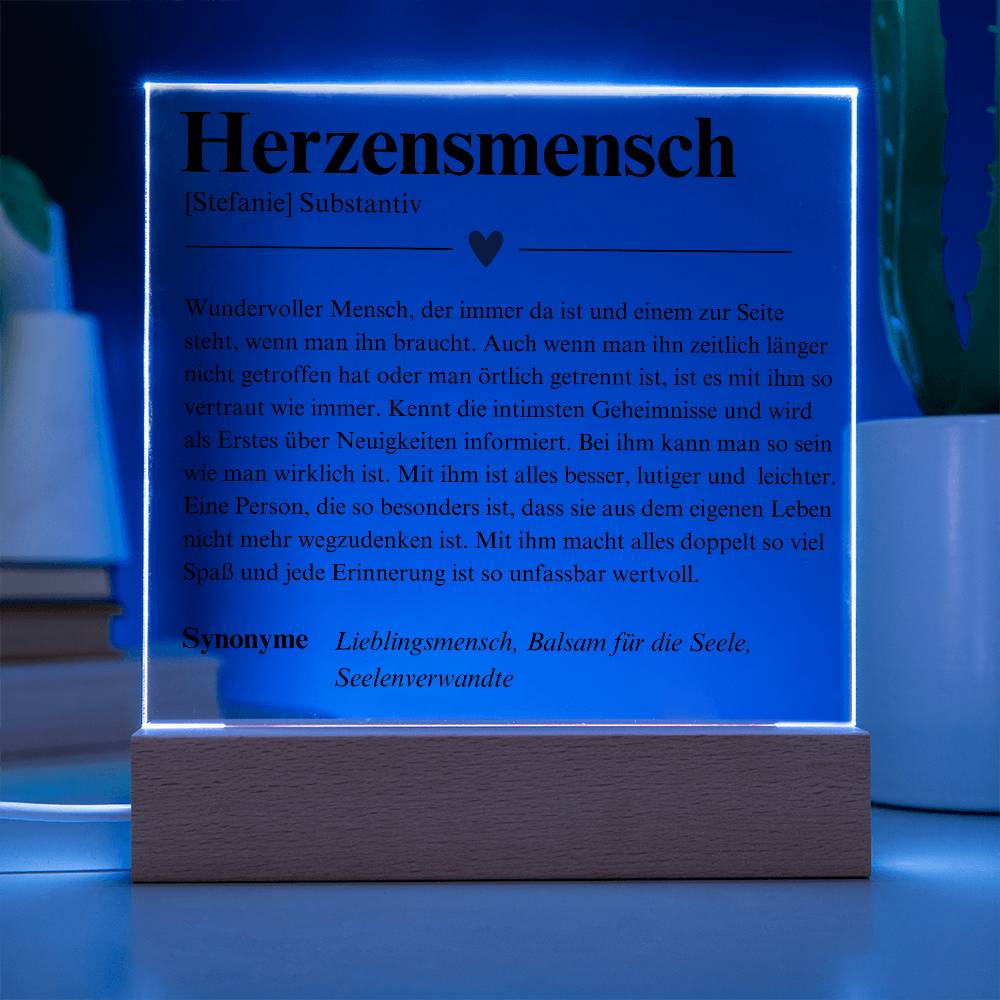 Herzensmensch
[Stefanie] Substantiv
Wundervoller Mensch, der immer da ist und einem zur Seite
steht, wenn man ihn braucht. Auch wenn man ihn zeitlich länger
nicht getroffen hat oder man örtlich getrennt ist, ist es mit ihm so
vertraut wie immer. Kennt die intimsten Geheimnisse und wird
als Erstes über Neuigkeiten informiert. Bei ihm kann man so sein
wie man wirklich ist. Mit ihm ist alles besser, lutiger und leichter.
Eine Person, die so besonders ist, dass sie aus dem eigenen Leben
nicht mehr wegzudenken ist. Mit ihm macht alles doppelt so viel
Spaß und jede Erinnerung ist so unfassbar wertvoll.
Synonyme Lieblingsmensch, Balsam für die Seele,
Seelenverwandte